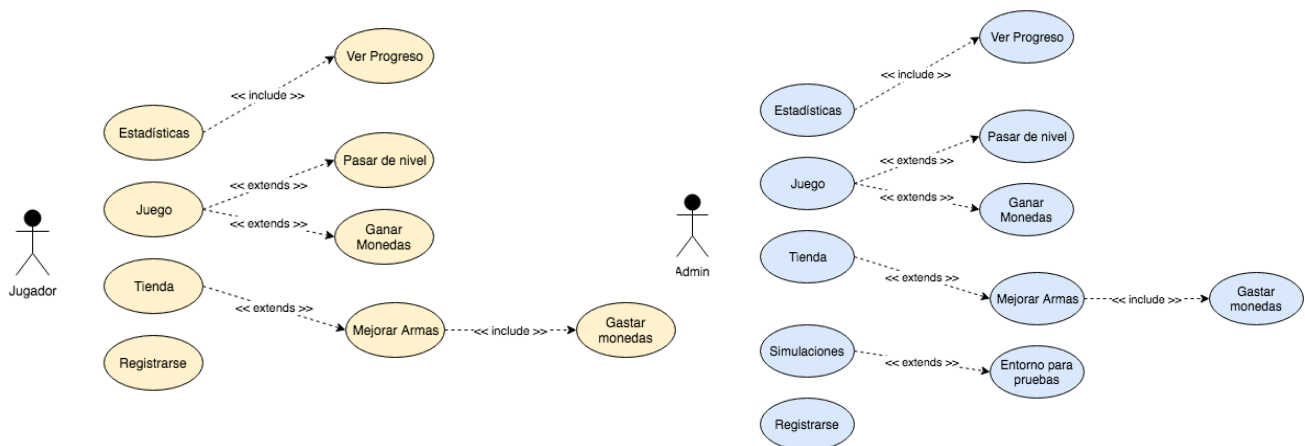 Ver Progreso
<< include >>
Estadísticas
Pasar de nivel
<< extends >>
Juego
<< extends >>
Ganar
Monedas
Jugador
Tienda
<< extends >>
Mejorar Armas
<< include >>
Gastar
monedas
Registrarse
Ver Progreso
<< include >>
Estadísticas
Pasar de nivel
<< extends >>
Juego
<< extends >>
Ganar
Monedas
Admin
Tienda
<< extends >>
Mejorar Armas
<< include >>
Gastar
monedas
Simulaciones
<< extends >>
Entorno para
pruebas
Registrarse